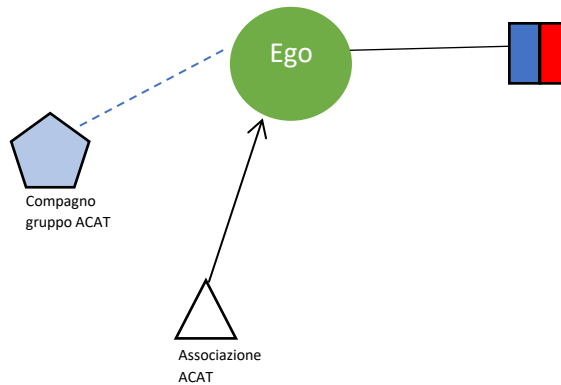 Ego
Compagno
gruppo ACAT
Associazione
ACAT